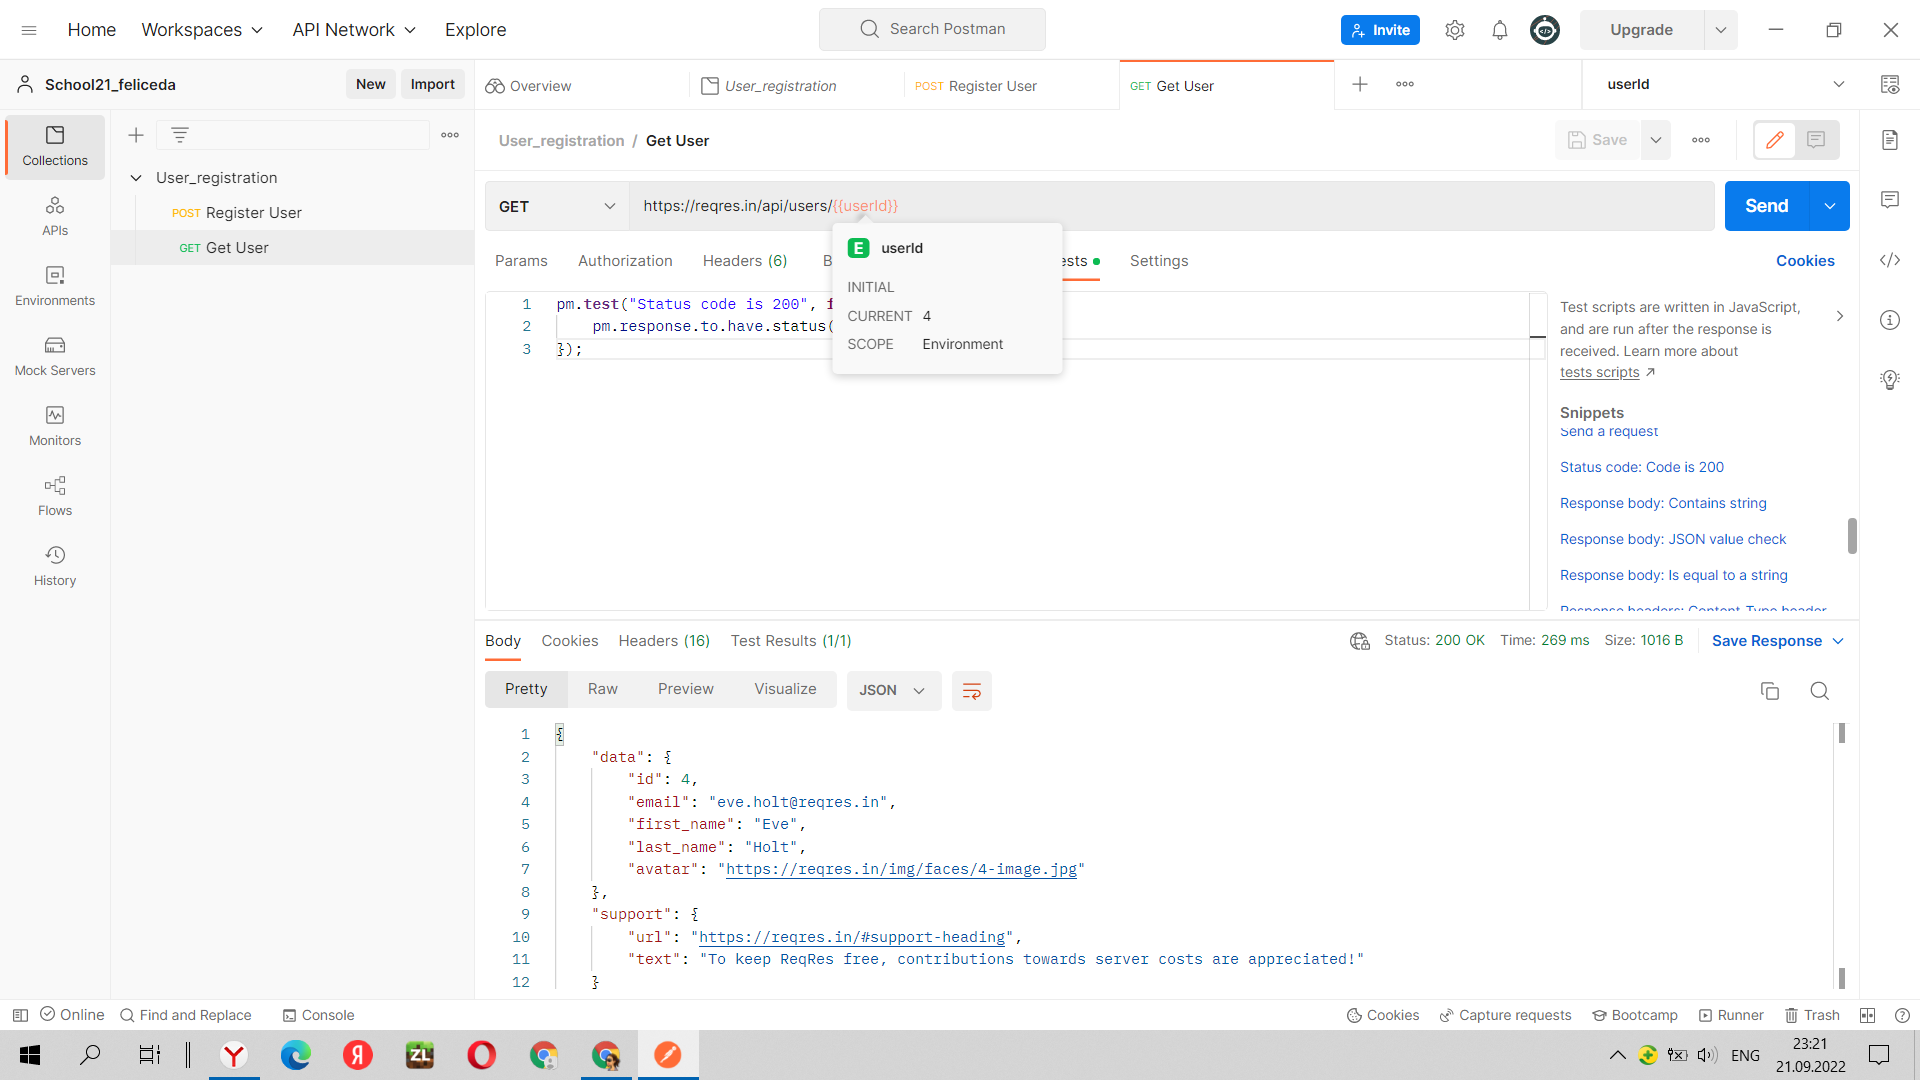 Home Workspaces API Network Explore Search Postman Invite Upgrade
School21_feliceda New Import Overview User_registration POST Register User GET Get User userId
Collections
APIs
Environments
Mock Servers
Monitors
Flows
History
User_registration
POST Register User
GET Get User
User_registration / Get User Save
GET https://reqres.in/api/users/{{userId}} Send
E userId
INITIAL
CURRENT 4
SCOPE Environment
Params Authorization Headers (6) B ests Settings Cookies
1 pm.test("Status code is 200", f
2 pm.response.to.have.status(
3 });
Test scripts are written in JavaScript,
and are run after the response is
received. Learn more about
tests scripts
Snippets
Send a request
Status code: Code is 200
Response body: Contains string
Response body: JSON value check
Response body: Is equal to a string
Response headers: Content-Type header
Body Cookies Headers (16) Test Results (1/1) Status: 200 OK Time: 269 ms Size: 1016 B Save Response
Pretty Raw Preview Visualize JSON
1 {
2 "data": {
3 "id": 4,
4 "email": "eve.holt@reqres.in",
5 "first_name": "Eve",
6 "last_name": "Holt",
7 "avatar": "https://reqres.in/img/faces/4-image.jpg"
8 },
9 "support": {
10 "url": "https://reqres.in/#support-heading",
11 "text": "To keep ReqRes free, contributions towards server costs are appreciated!"
12 }
Online Find and Replace Console Cookies Capture requests Bootcamp Runner Trash
Y Я ZL ENG 23:21
21.09.2022